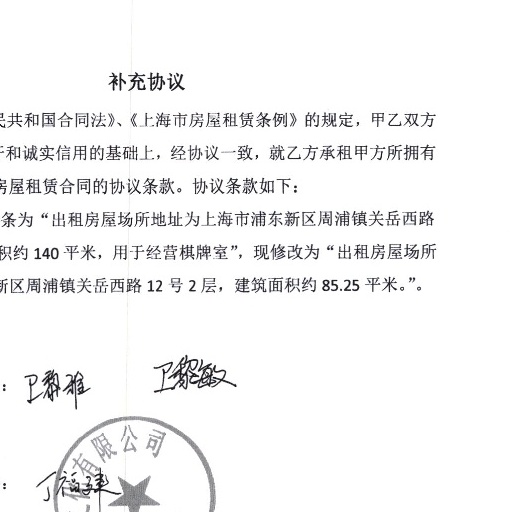 补充协议
民共和国合同法》、《上海市房屋租赁条例》的规定，甲乙双方
和诚实信用的基础上，经协议一致，就乙方承租甲方所拥有
房屋租赁合同的协议条款。协议条款如下：
条为“出租房屋场所地址为上海市浦东新区周浦镇关岳西路
积约 140 平米，用于经营棋牌室”，现修改为“出租房屋场所
新区周浦镇关岳西路 12 号 2 层，建筑面积约 85.25 平米。”。
： 卫黎雅 卫黎敏
有限公司
： 丁福建